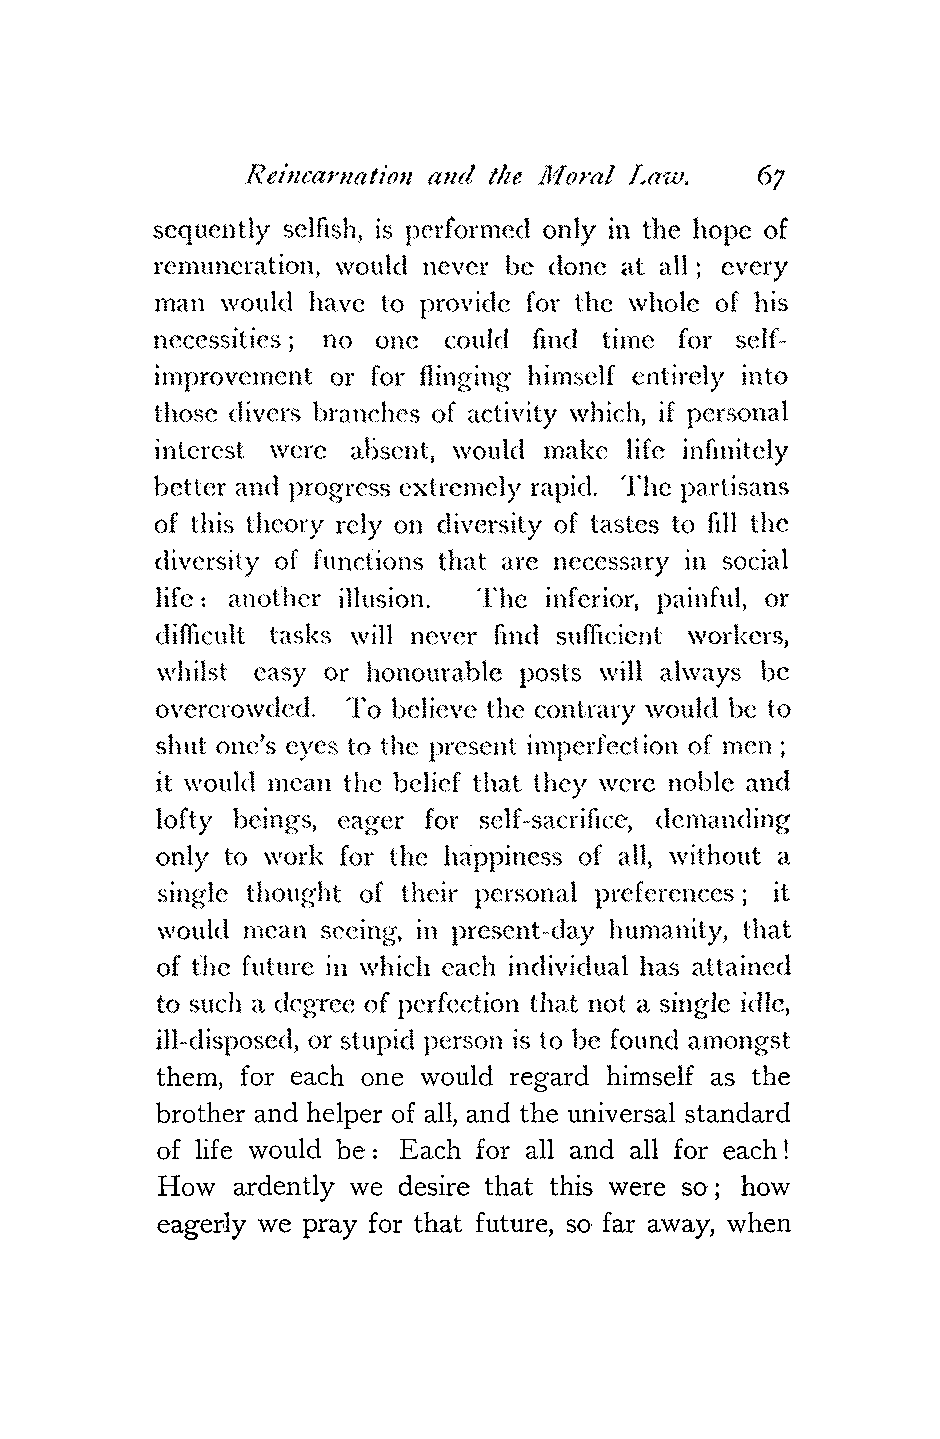 Reincarnation and the Moral Law. 67
sequently selfish, is performed only in the hope of
remuneration, would never be done at all ; every
man would have to provide for the whole of his
necessities ; no one could find time for self-
improvement or for flinging himself entirely into
those divers branches of activity which, if personal
interest were absent, would make life infinitely
better and progress extremely rapid. The partisans
of this theory rely on diversity of tastes to fill the
diversity of functions that are necessary in social
life : another illusion. The inferior, painful, or
difficult tasks will never find sufficient workers,
whilst easy or honourable posts will always be
overcrowded. To believe the contrary would be to
shut one's eyes to the present imperfection of men ;
it would mean the belief that they were noble and
lofty beings, eager for self-sacrifice, demanding
only to work for the happiness of all, without a
single thought of their personal preferences ; it
would mean seeing, in present-day humanity, that
of the future in which each individual has attained
to such a degree of perfection that not a single idle,
ill-disposed, or stupid person is to be found amongst
them, for each one would regard himself as the
brother and helper of all, and the universal standard
of life would be : Each for all and all for each !
How ardently we desire that this were so ; how
eagerly we pray for that future, so far away, when